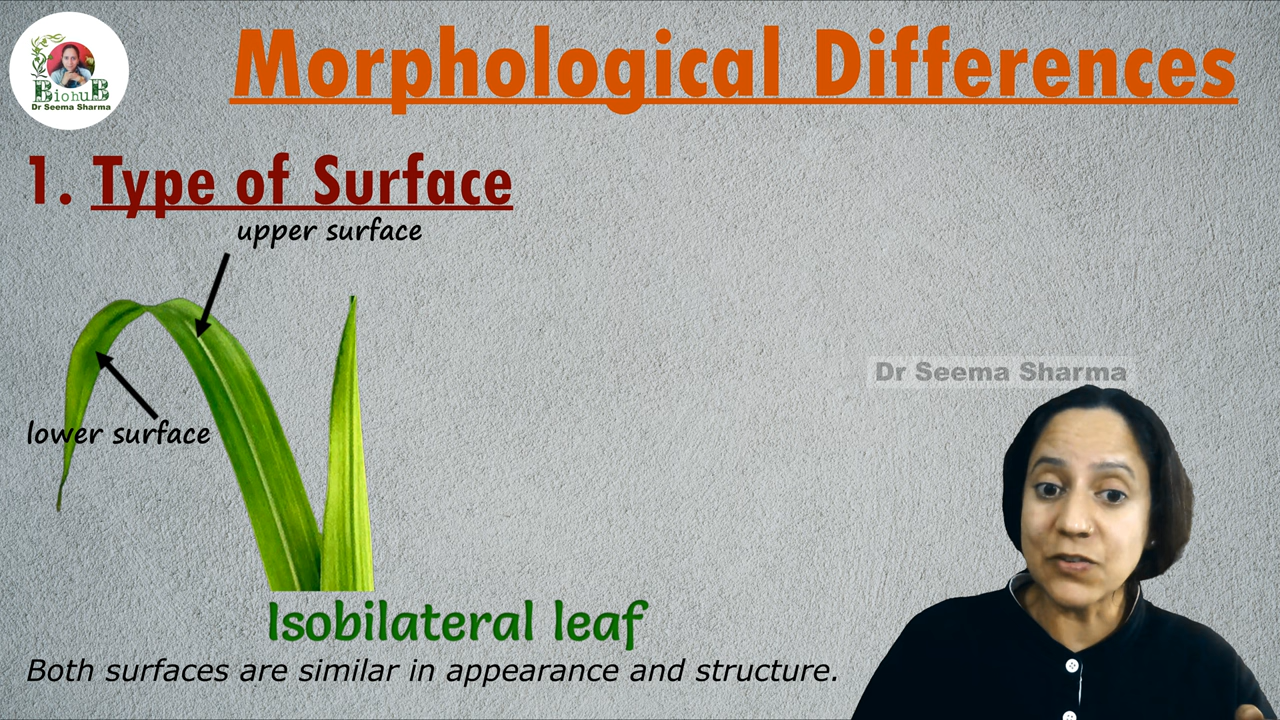 BiohuB
Dr Seema Sharma
Morphological Differences
1. Type of Surface
upper surface
lower surface
Dr Seema Sharma
Isobilateral leaf
Both surfaces are similar in appearance and structure.